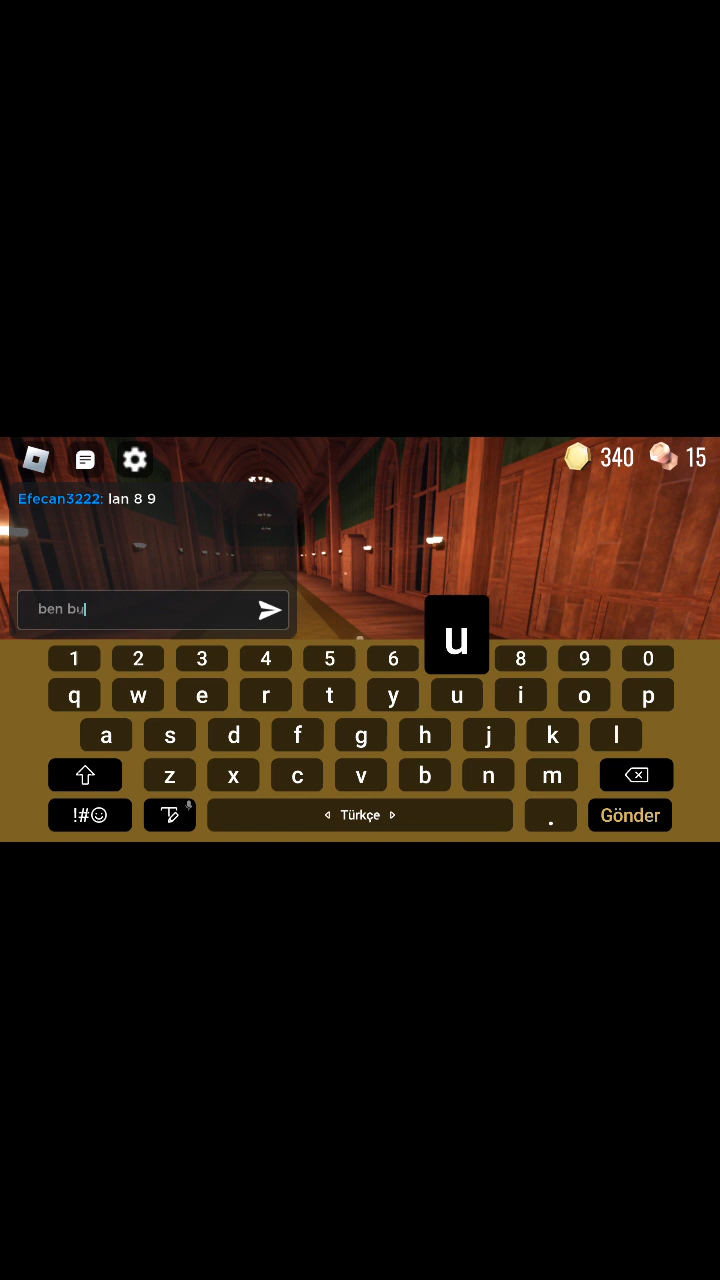 340 15
Efecan3222: lan 8 9
ben bu
u
1 2 3 4 5 6 8 9 0
q w e r t y u i o p
a s d f g h j k l
z x c v b n m
!#☺ T ◃ Türkçe ▹ . Gönder